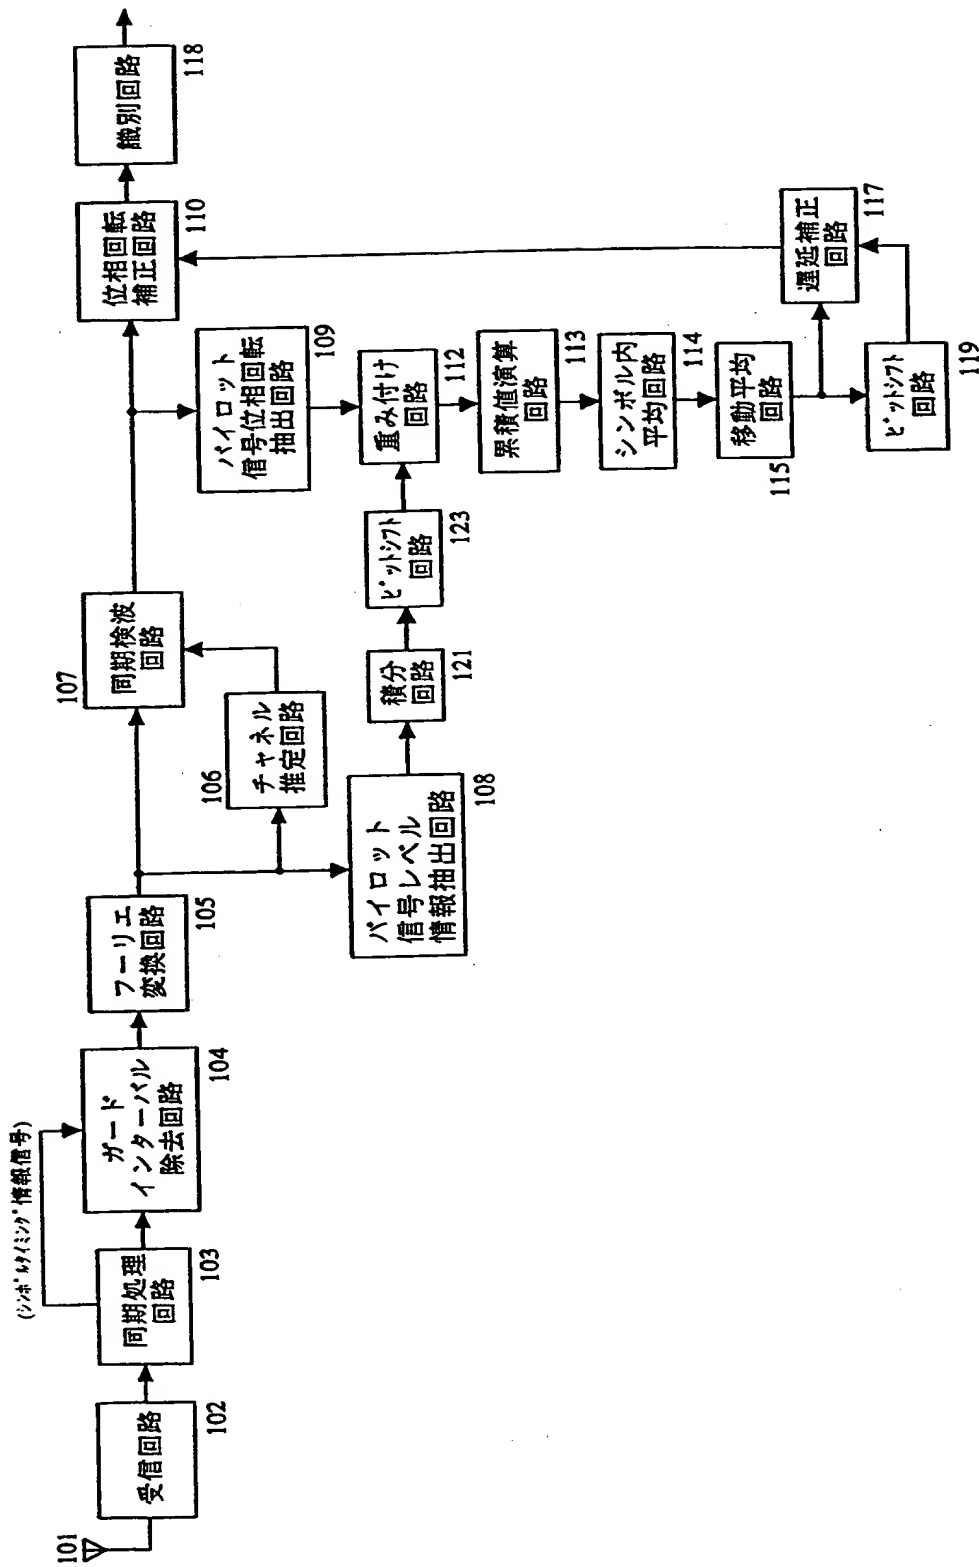 101
受信回路
102
(シンボルタイミング情報信号)
同期処理
回路
103
ガード
インターバル
除去回路
104
フーリエ
変換回路
105
チャネル
推定回路
106
同期検波
回路
107
パイロット
信号レベル
情報抽出回路
108
積分
回路
121
ビットシフト
回路
123
パイロット
信号位相回転
抽出回路
109
重み付け
回路
112
累積値演算
回路
113
シンボル内
平均回路
114
移動平均
回路
115
ビットシフト
回路
119
遅延補正
回路
117
位相回転
補正回路
110
識別回路
118